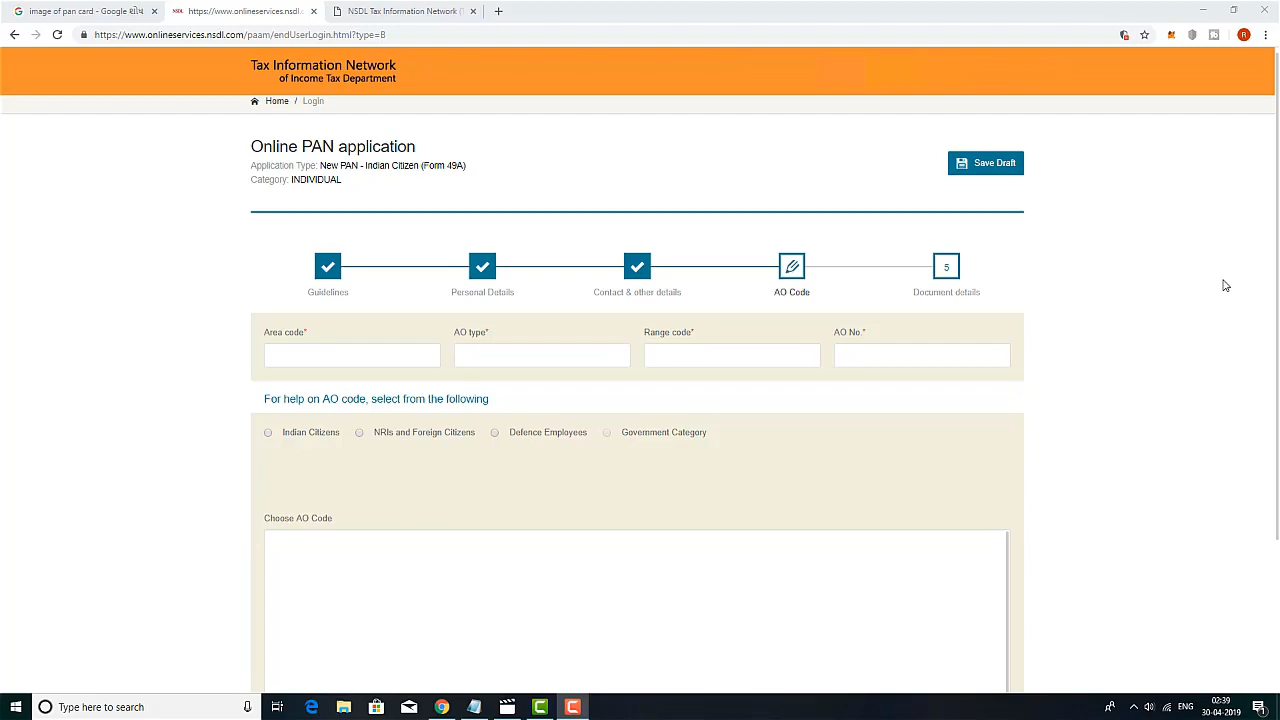 image of pan card - Google શોધ
https://www.onlineservices.nsdl.
NSDL Tax Information Network (T
https://www.onlineservices.nsdl.com/paam/endUserLogin.html?type=B
R
Tax Information Network
of Income Tax Department
Home / LogIn
Online PAN application
Application Type: New PAN - Indian Citizen (Form 49A)
Category: INDIVIDUAL
Save Draft
5
Guidelines Personal Details Contact & other details AO Code Document details
Area code* AO type* Range code* AO No.*
For help on AO code, select from the following
Indian Citizens NRIs and Foreign Citizens Defence Employees Government Category
Choose AO Code
Type here to search
ENG
02:39
30-04-2019